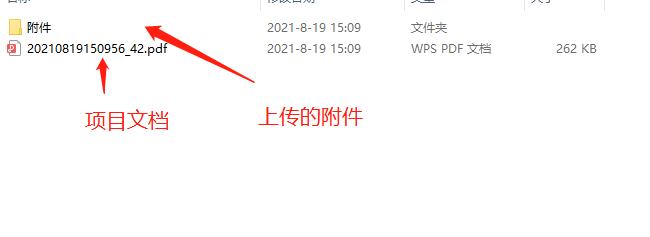 附件 2021-8-19 15:09 文件夹
20210819150956_42.pdf 2021-8-19 15:09 WPS PDF 文档 262 KB
项目文档 上传的附件